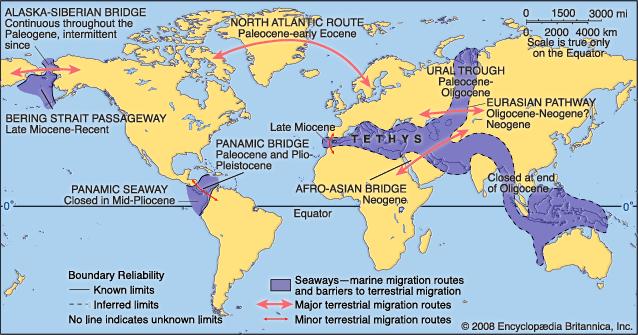 ALASKA-SIBERIAN BRIDGE
Continuous throughout the
Paleogene, intermittent
since
NORTH ATLANTIC ROUTE
Paleocene-early Eocene
0 1500 3000 mi
0 2000 4000 km
Scale is true only
on the Equator
URAL TROUGH
Paleocene-
Oligocene
EURASIAN PATHWAY
Oligocene-Neogene?
Neogene
BERING STRAIT PASSAGEWAY
Late Miocene-Recent
Late Miocene
TETHYS
PANAMIC BRIDGE
Paleocene and Plio-
Pleistocene
PANAMIC SEAWAY
Closed in Mid-Pliocene
AFRO-ASIAN BRIDGE
Neogene
Closed at end
of Oligocene
0°
Equator
0°
Boundary Reliability
Known limits
Inferred limits
No line indicates unknown limits
Seaways—marine migration routes
and barriers to terrestrial migration
Major terrestrial migration routes
Minor terrestrial migration routes
© 2008 Encyclopædia Britannica, Inc.